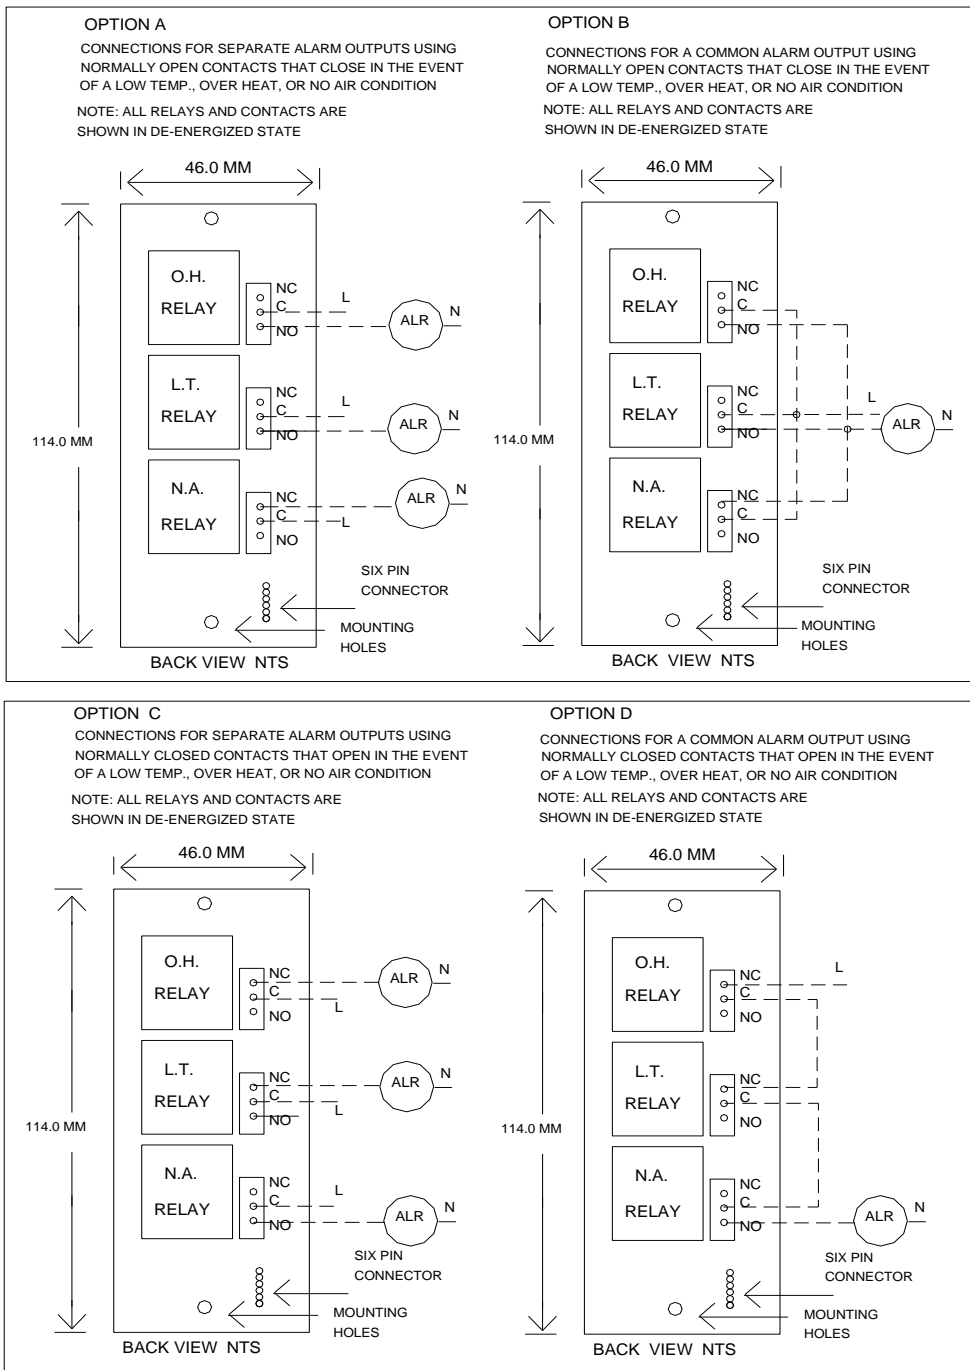 OPTION A
CONNECTIONS FOR SEPARATE ALARM OUTPUTS USING
NORMALLY OPEN CONTACTS THAT CLOSE IN THE EVENT
OF A LOW TEMP., OVER HEAT, OR NO AIR CONDITION
NOTE: ALL RELAYS AND CONTACTS ARE
SHOWN IN DE-ENERGIZED STATE
46.0 MM
O.H.
RELAY
NC
C
NO
L
ALR
N
L.T.
RELAY
NC
C
NO
L
ALR
N
114.0 MM
N.A.
RELAY
NC
C
NO
L
ALR
N
SIX PIN
CONNECTOR
MOUNTING
HOLES
BACK VIEW NTS
OPTION B
CONNECTIONS FOR A COMMON ALARM OUTPUT USING
NORMALLY OPEN CONTACTS THAT CLOSE IN THE EVENT
OF A LOW TEMP., OVER HEAT, OR NO AIR CONDITION
NOTE: ALL RELAYS AND CONTACTS ARE
SHOWN IN DE-ENERGIZED STATE
46.0 MM
O.H.
RELAY
NC
C
NO
L.T.
RELAY
NC
C
NO
L
ALR
N
114.0 MM
N.A.
RELAY
NC
C
NO
SIX PIN
CONNECTOR
MOUNTING
HOLES
BACK VIEW NTS
OPTION C
CONNECTIONS FOR SEPARATE ALARM OUTPUTS USING
NORMALLY CLOSED CONTACTS THAT OPEN IN THE EVENT
OF A LOW TEMP., OVER HEAT, OR NO AIR CONDITION
NOTE: ALL RELAYS AND CONTACTS ARE
SHOWN IN DE-ENERGIZED STATE
46.0 MM
O.H.
RELAY
NC
C
NO
L
ALR
N
L.T.
RELAY
NC
C
NO
L
ALR
N
114.0 MM
N.A.
RELAY
NC
C
NO
L
ALR
N
SIX PIN
CONNECTOR
MOUNTING
HOLES
BACK VIEW NTS
OPTION D
CONNECTIONS FOR A COMMON ALARM OUTPUT USING
NORMALLY CLOSED CONTACTS THAT OPEN IN THE EVENT
OF A LOW TEMP., OVER HEAT, OR NO AIR CONDITION
NOTE: ALL RELAYS AND CONTACTS ARE
SHOWN IN DE-ENERGIZED STATE
46.0 MM
O.H.
RELAY
NC
C
NO
L
L.T.
RELAY
NC
C
NO
114.0 MM
N.A.
RELAY
NC
C
NO
ALR
N
SIX PIN
CONNECTOR
MOUNTING
HOLES
BACK VIEW NTS